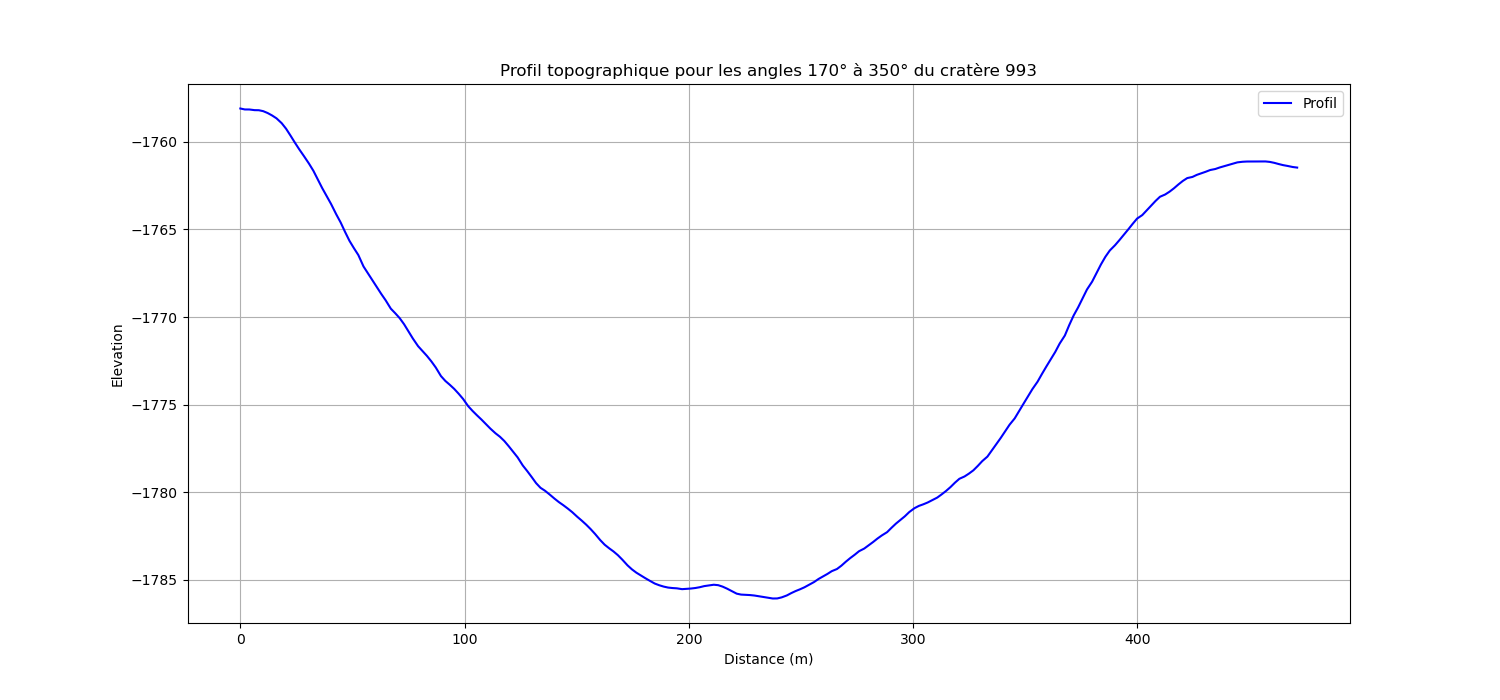 Profil topographique pour les angles 170° à 350° du cratère 993
Profil
Elevation
−1760
−1765
−1770
−1775
−1780
−1785
0 100 200 300 400
Distance (m)